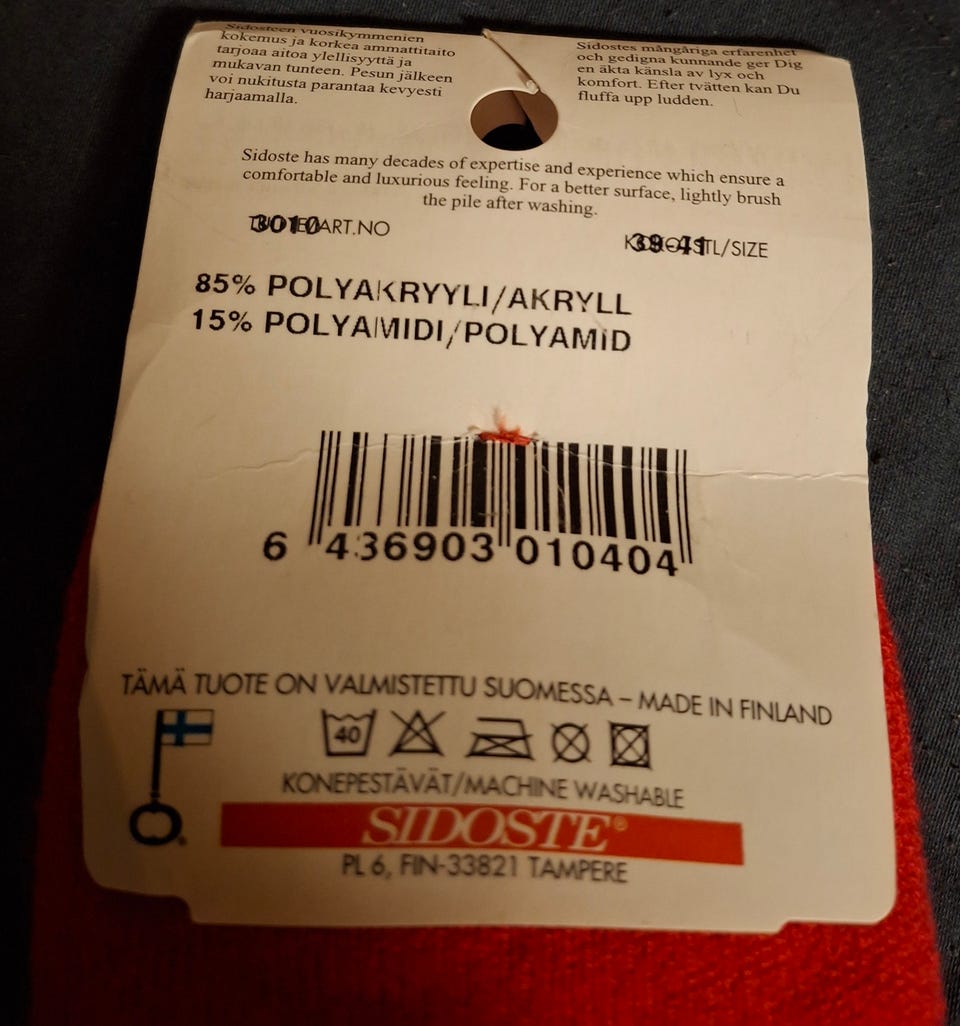 Sidosteen vuosikymmenien
kokemus ja korkea ammattitaito
tarjoaa aitoa ylellisyyttä ja
mukavan tunteen. Pesun jälkeen
voi nukitusta parantaa kevyesti
harjaamalla.
Sidostes mångåriga erfarenhet
och gedigna kunnande ger Dig
en äkta känsla av lyx och
komfort. Efter tvätten kan Du
fluffa upp ludden.
Sidoste has many decades of expertise and experience which ensure a
comfortable and luxurious feeling. For a better surface, lightly brush
the pile after washing.
3010 /ART.NO
39-41 STL/SIZE
85% POLYAKRYYLI/AKRYLL
15% POLYAMIDI/POLYAMID
6 436903 010404
TÄMÄ TUOTE ON VALMISTETTU SUOMESSA – MADE IN FINLAND
40
KONEPESTÄVÄT/MACHINE WASHABLE
SIDOSTE®
PL 6, FIN-33821 TAMPERE